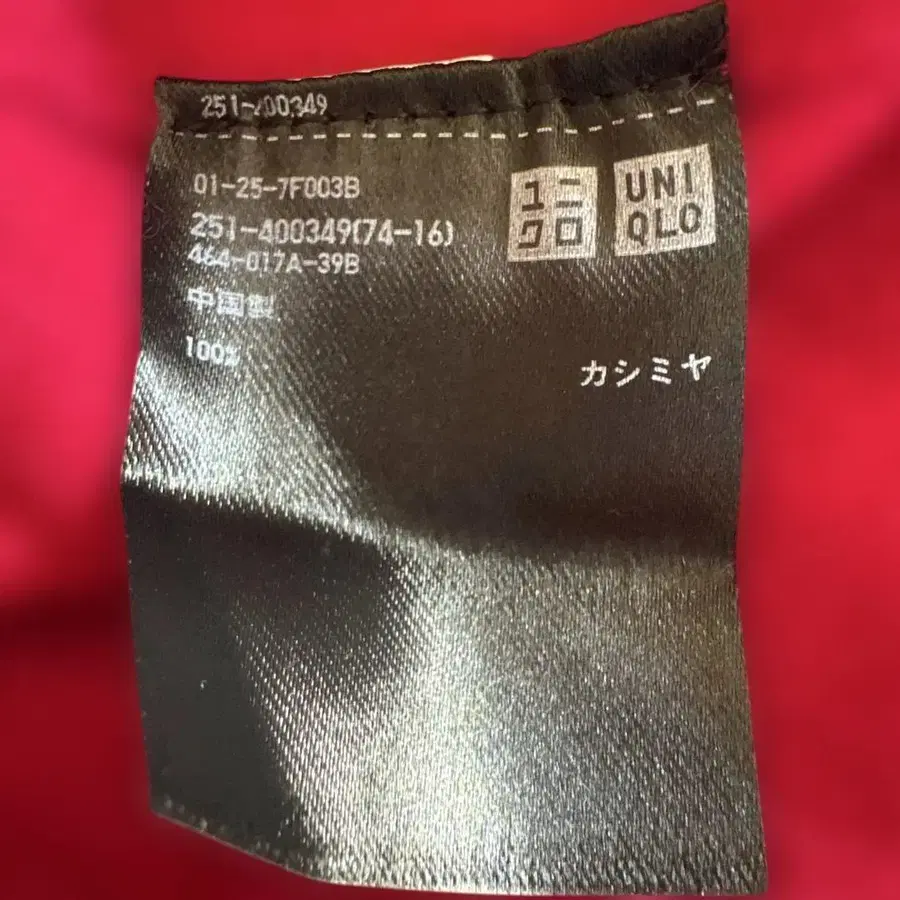 251-400349
01-25-7F003B
251-400349(74-16)
464-017A-39B
中国製
100% カシミヤ
ユニ
クロ
UNI
QLO